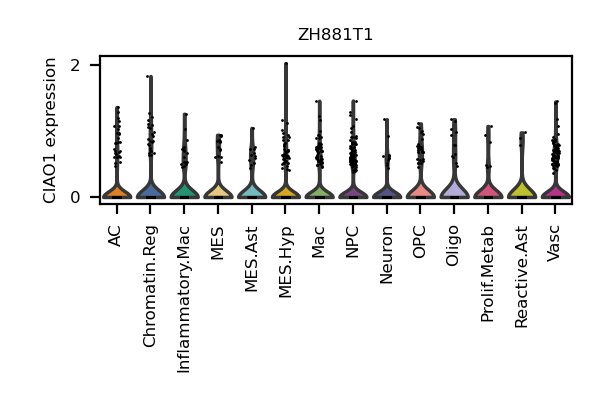 ZH881T1
CIAO1 expression
2
0
AC
Chromatin.Reg
Inflammatory.Mac
MES
MES.Ast
MES.Hyp
Mac
NPC
Neuron
OPC
Oligo
Prolif.Metab
Reactive.Ast
Vasc